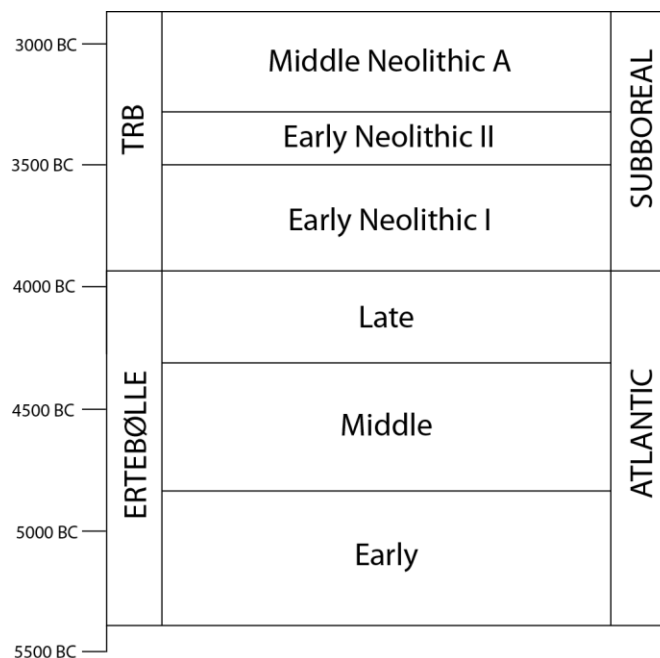 3000 BC
3500 BC
4000 BC
4500 BC
5000 BC
5500 BC
TRB
ERTEBØLLE
Middle Neolithic A
Early Neolithic II
Early Neolithic I
Late
Middle
Early
SUBBOREAL
ATLANTIC